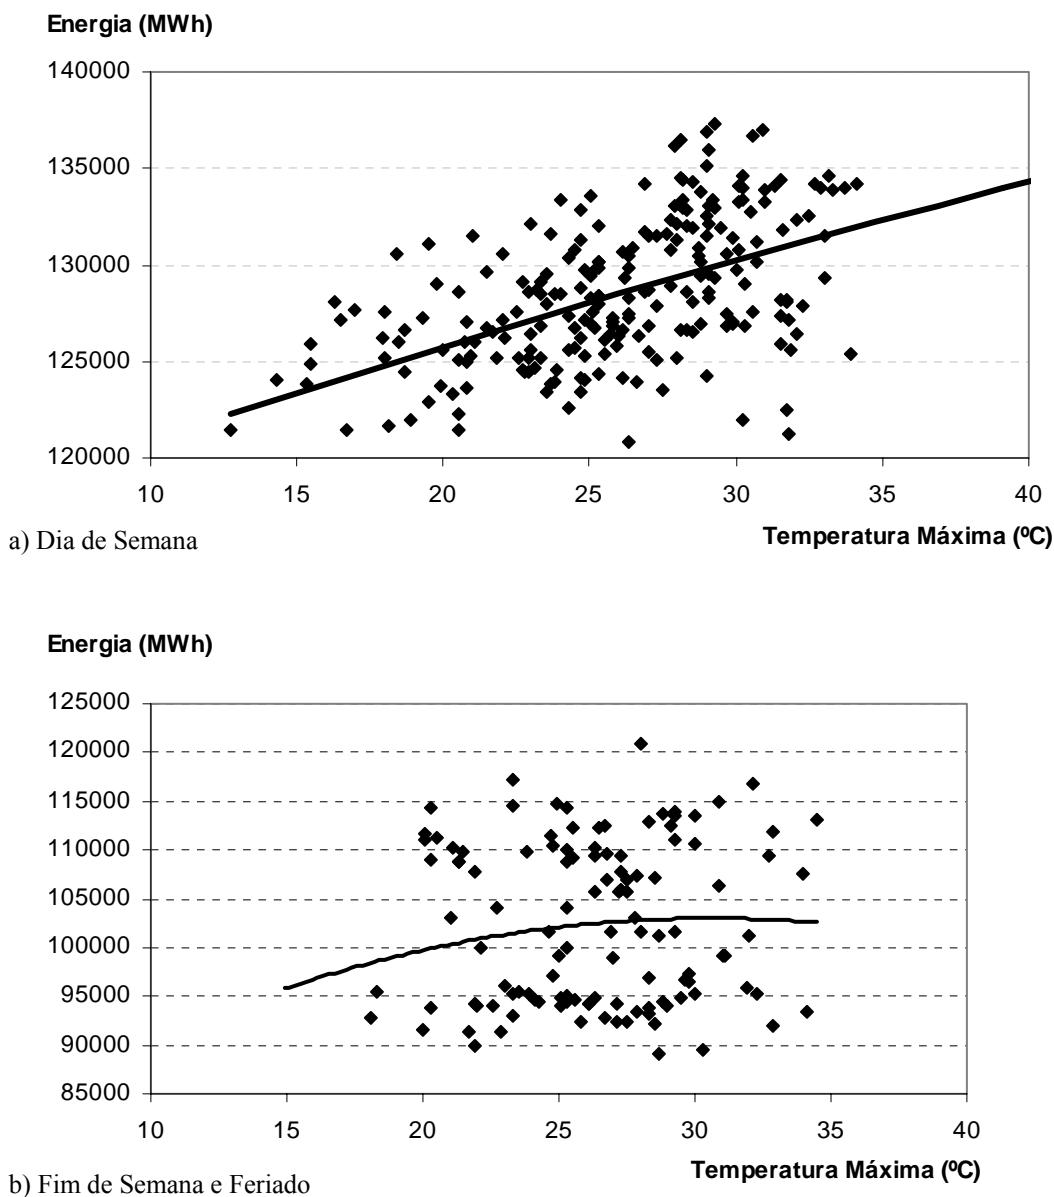 Energia (MWh)
140000
135000
130000
125000
120000
10 15 20 25 30 35 40
Temperatura Máxima (ºC)
a) Dia de Semana
Energia (MWh)
125000
120000
115000
110000
105000
100000
95000
90000
85000
10 15 20 25 30 35 40
Temperatura Máxima (ºC)
b) Fim de Semana e Feriado